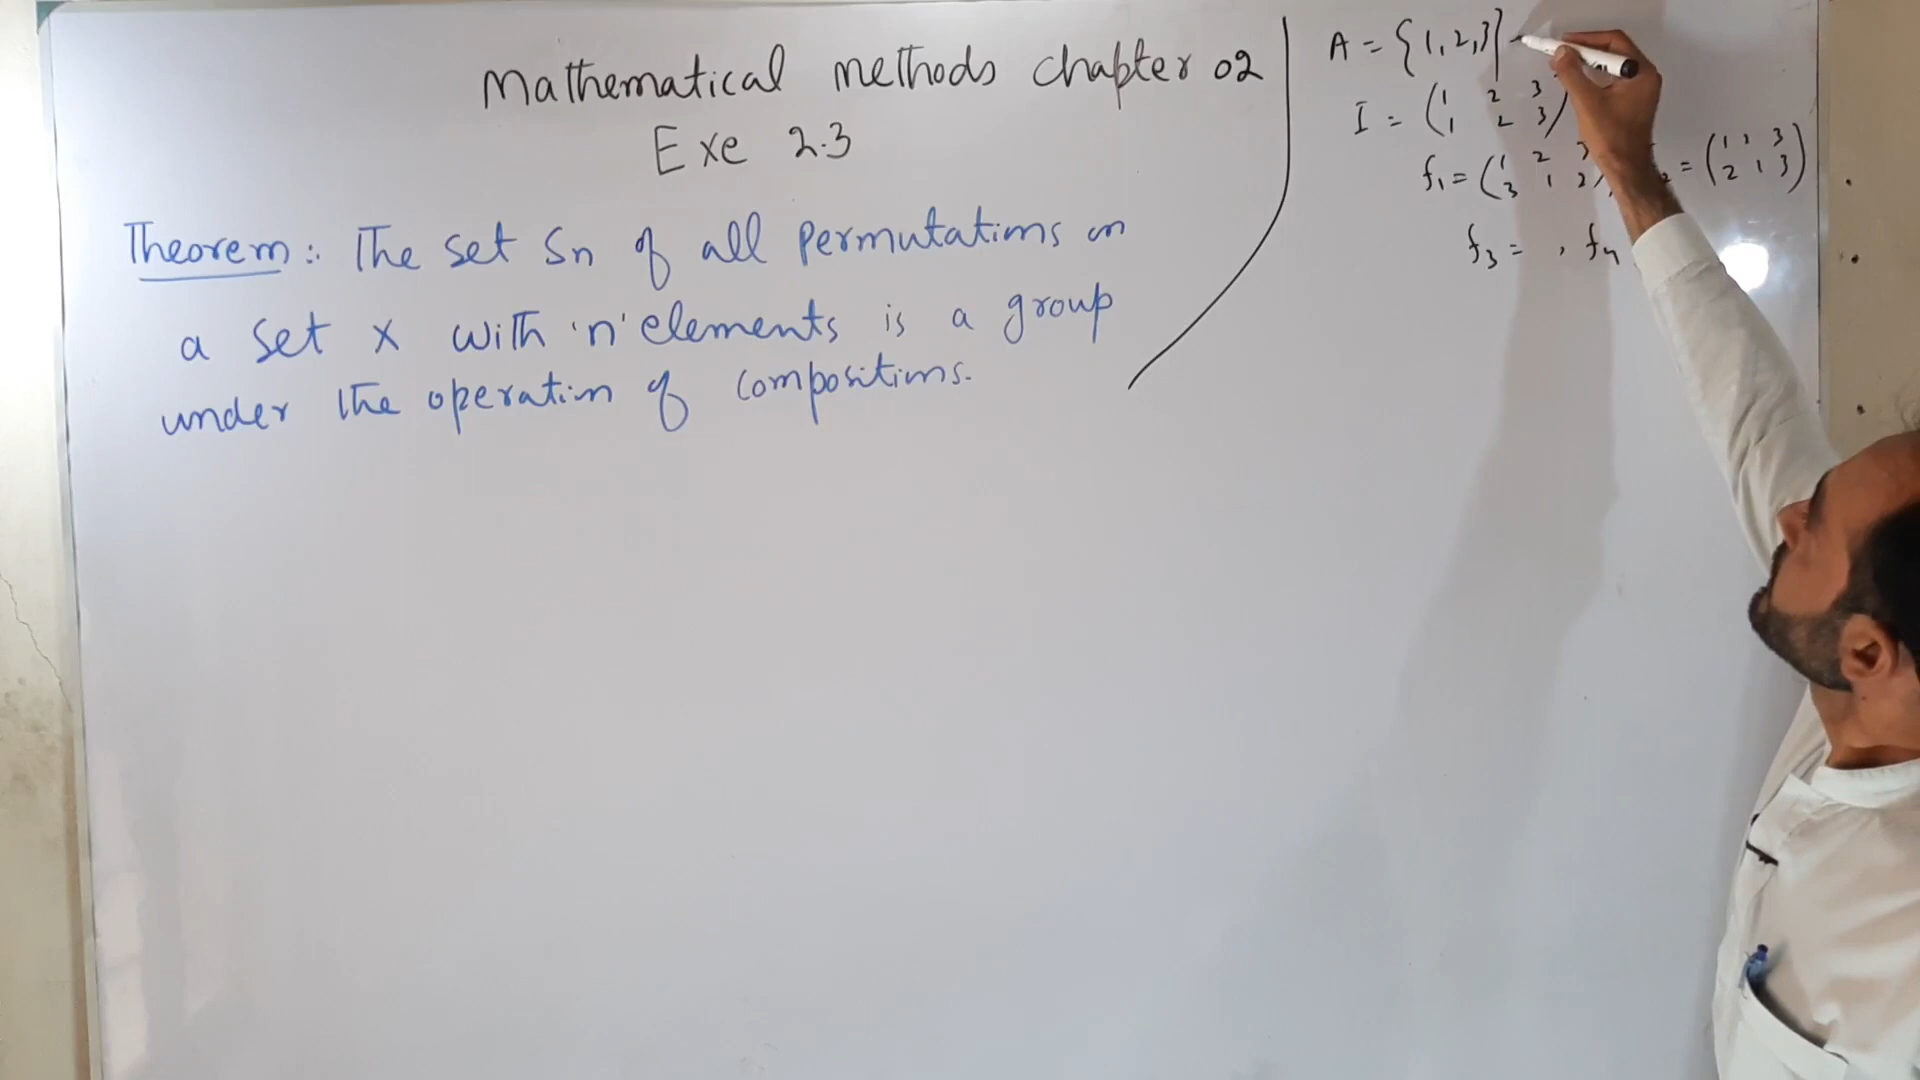 Mathematical methods chapter 02
Exe 2.3
Theorem:. The set Sn of all permutations on
a set x with 'n' elements is a group
under the operation of compositions.
A = {1, 2, 3}
I = (1 2 3
1 2 3)
f1 = (1 2 3
3 1 2), 2 = (1 2 3
2 1 3)
f3 = , f4